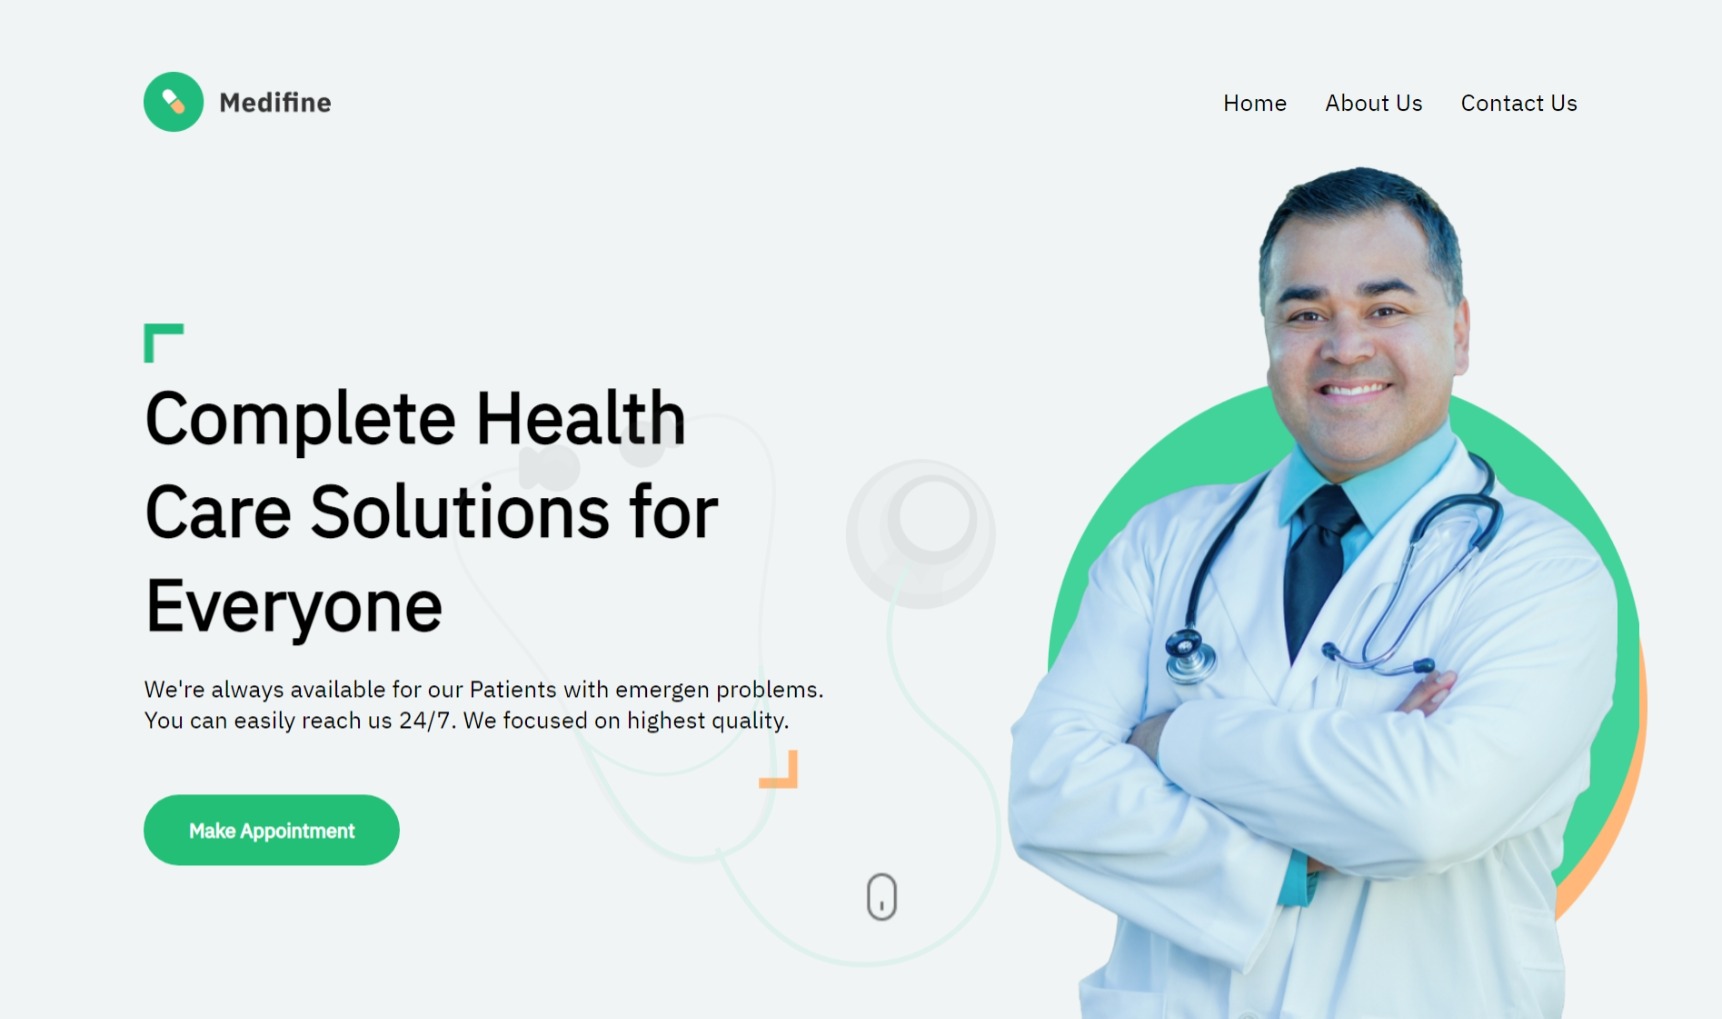 Medifine
Home About Us Contact Us
Complete Health
Care Solutions for
Everyone
We're always available for our Patients with emergen problems.
You can easily reach us 24/7. We focused on highest quality.
Make Appointment